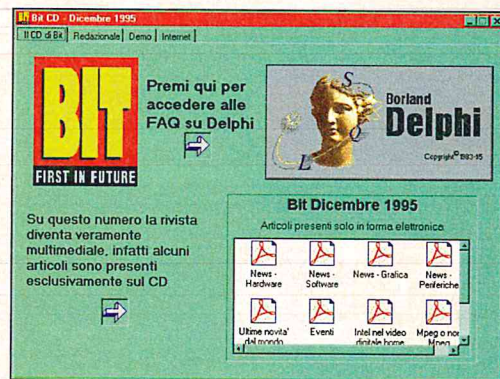 Bit CD - Dicembre 1995
Il CD di Bit
Redazionale
Demo
Internet
BIT
FIRST IN FUTURE
Premi qui per
accedere alle
FAQ su Delphi
S
Q
L
Borland
Delphi
Copyright© 1983-95
Su questo numero la rivista
diventa veramente
multimediale, infatti alcuni
articoli sono presenti
esclusivamente sul CD
Bit Dicembre 1995
Articoli presenti solo in forma elettronica
News -
Hardware
News -
Software
News - Grafica
News -
Periferiche
Ultime novita'
dal mondo
Eventi
Intel nel video
digitale home
Mpeg o non
Mpeg